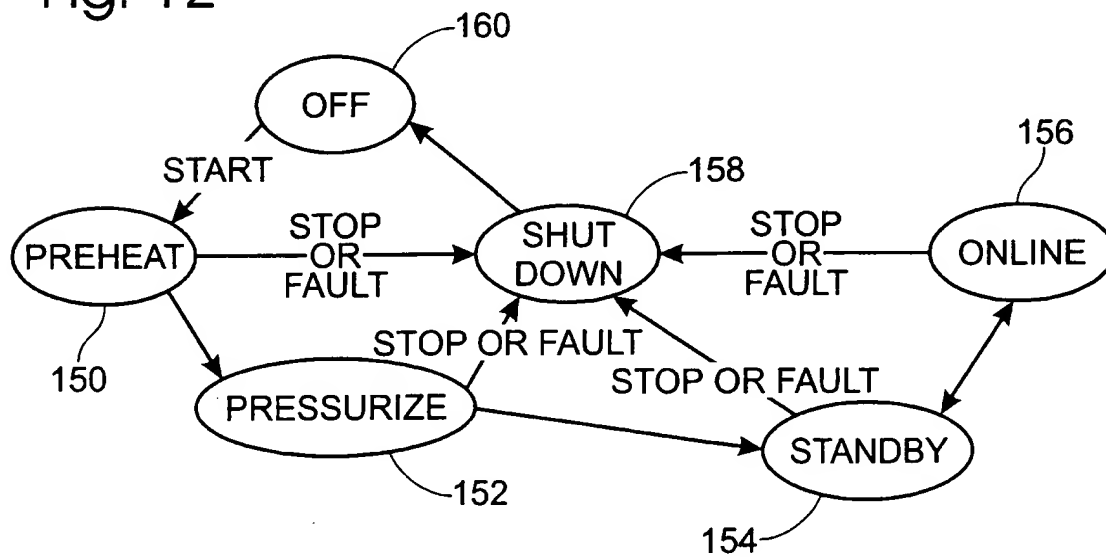 Fig. 12
160
OFF
156
START
158
STOP
OR
FAULT
SHUT
DOWN
STOP
OR
FAULT
PREHEAT
ONLINE
150
STOP OR FAULT
STOP OR FAULT
PRESSURIZE
STANDBY
152
154